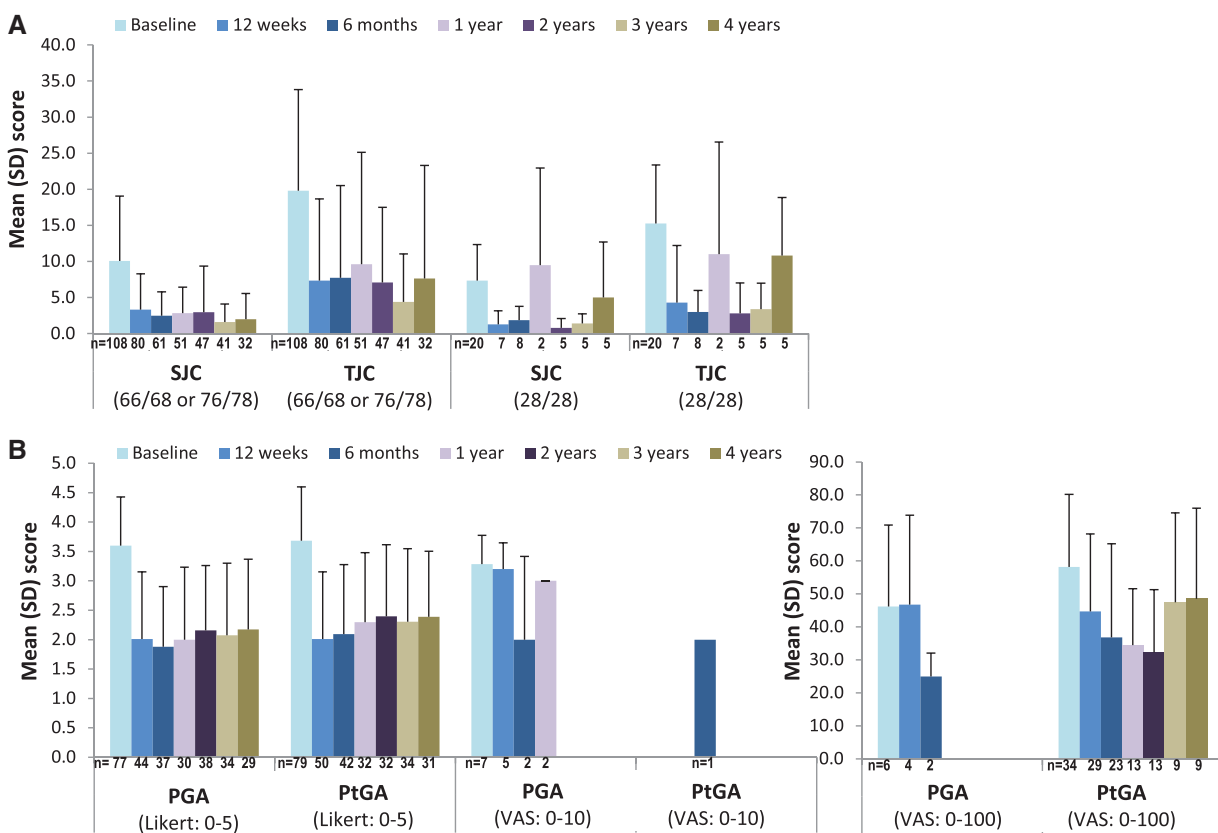 A
Baseline 12 weeks 6 months 1 year 2 years 3 years 4 years
Mean (SD) score
40.0
35.0
30.0
25.0
20.0
15.0
10.0
5.0
0.0
n=108 80 61 51 47 41 32 n=108 80 61 51 47 41 32 n=20 7 8 2 5 5 5 n=20 7 8 2 5 5 5
SJC TJC SJC TJC
(66/68 or 76/78) (66/68 or 76/78) (28/28) (28/28)
B
Baseline 12 weeks 6 months 1 year 2 years 3 years 4 years
Mean (SD) score
5.0
4.5
4.0
3.5
3.0
2.5
2.0
1.5
1.0
0.5
0.0
n= 77 44 37 30 38 34 29 n=79 50 42 32 32 34 31 n=7 5 2 2 n=1
PGA PtGA PGA PtGA
(Likert: 0-5) (Likert: 0-5) (VAS: 0-10) (VAS: 0-10)
Mean (SD) score
90.0
80.0
70.0
60.0
50.0
40.0
30.0
20.0
10.0
0.0
n=6 4 2 n=34 29 23 13 13 9 9
PGA PtGA
(VAS: 0-100) (VAS: 0-100)